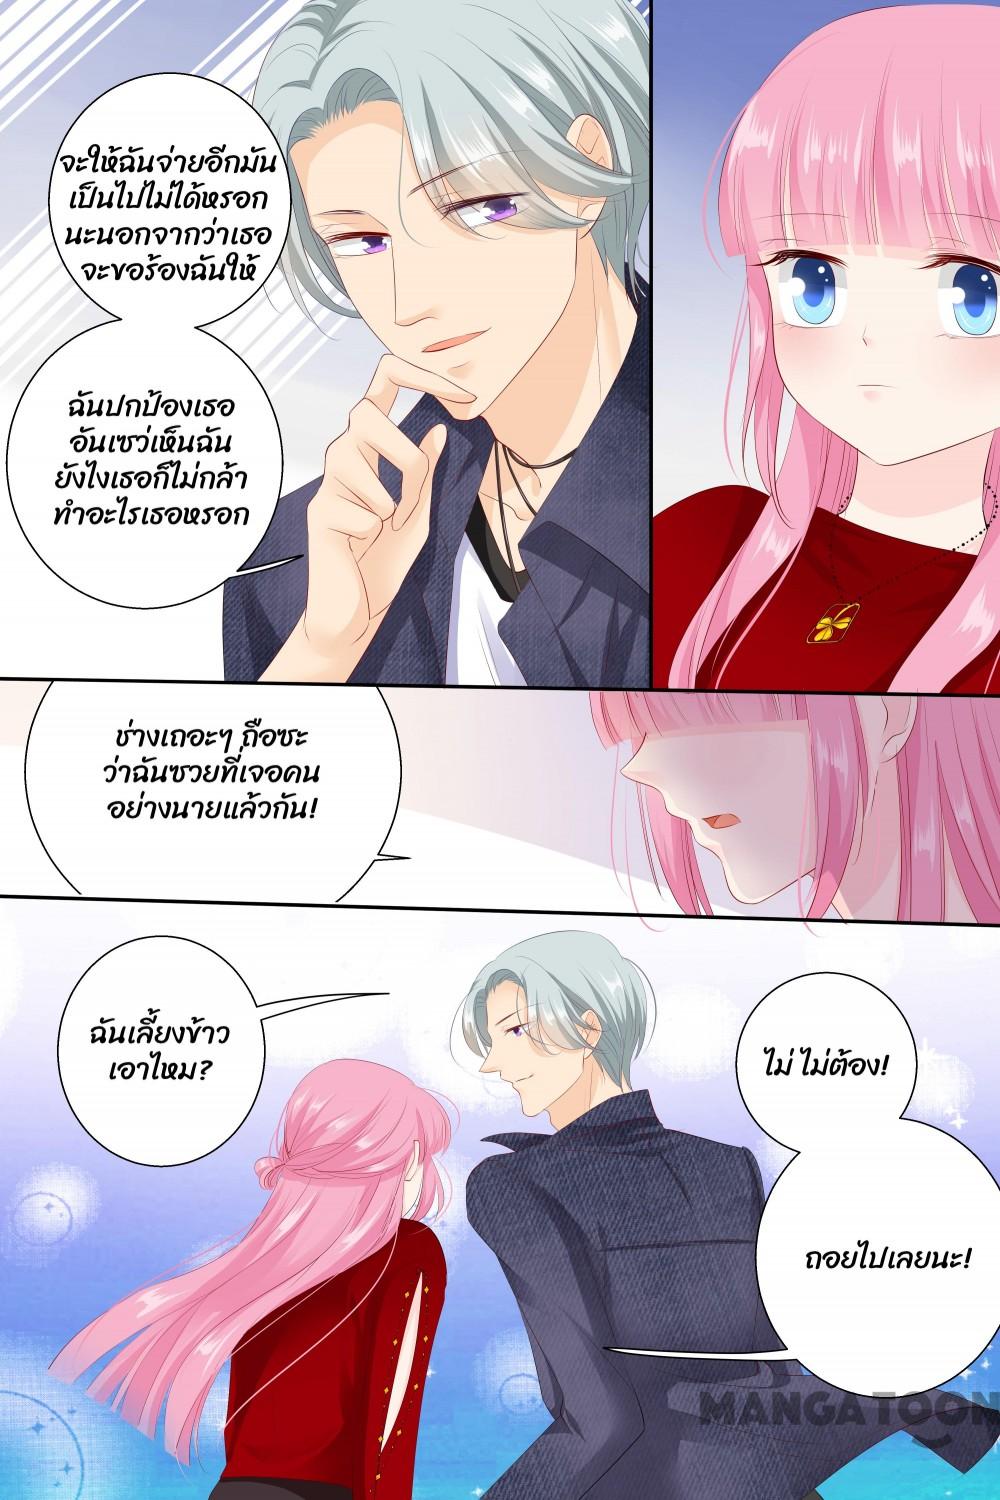 จะให้ฉันจ่ายอีกมัน
เป็นไปไม่ได้หรอก
นะนอกจากว่าเธอ
จะขอร้องฉันให้
ฉันปกป้องเธอ
อันเซว่เห็นฉัน
ยังไงเธอก็ไม่กล้า
ทำอะไรเธอหรอก
ช่างเถอะๆ ถือซะ
ว่าฉันซวยที่เจอคน
อย่างนายแล้วกัน!
ฉันเลี้ยงข้าว
เอาไหม?
ไม่ ไม่ต้อง!
ถอยไปเลยนะ!
MANGATOON